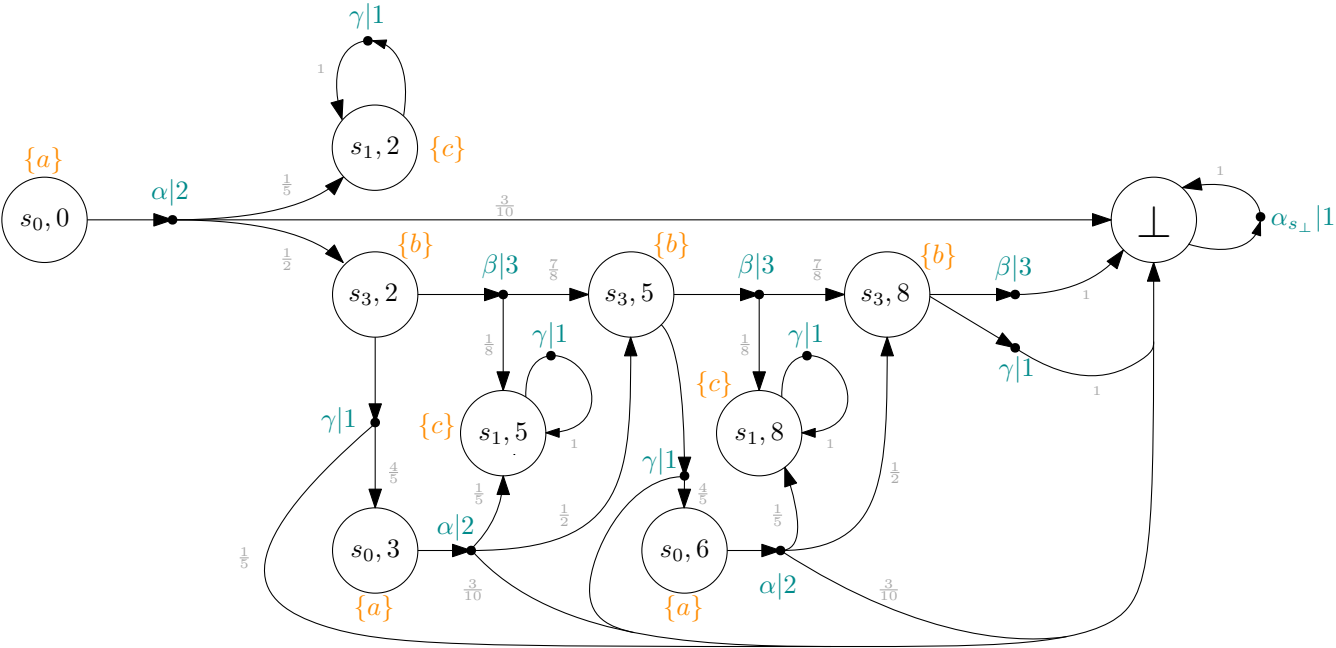 γ|1
1
{c}
s₁, 2
{a}
s₀, 0
α|2
1/5
3/10
1/2
1
⊥
α_{s⊥}|1
{b}
s₃, 2
β|3
7/8
{b}
s₃, 5
β|3
7/8
{b}
s₃, 8
β|3
1
γ|1
1
1/8
γ|1
1/8
γ|1
{c}
s₁, 5
1
{c}
s₁, 8
1
γ|1
4/5
γ|1
4/5
1/5
1/2
1/5
1/2
s₀, 3
α|2
{a}
3/10
1/5
s₀, 6
α|2
{a}
3/10